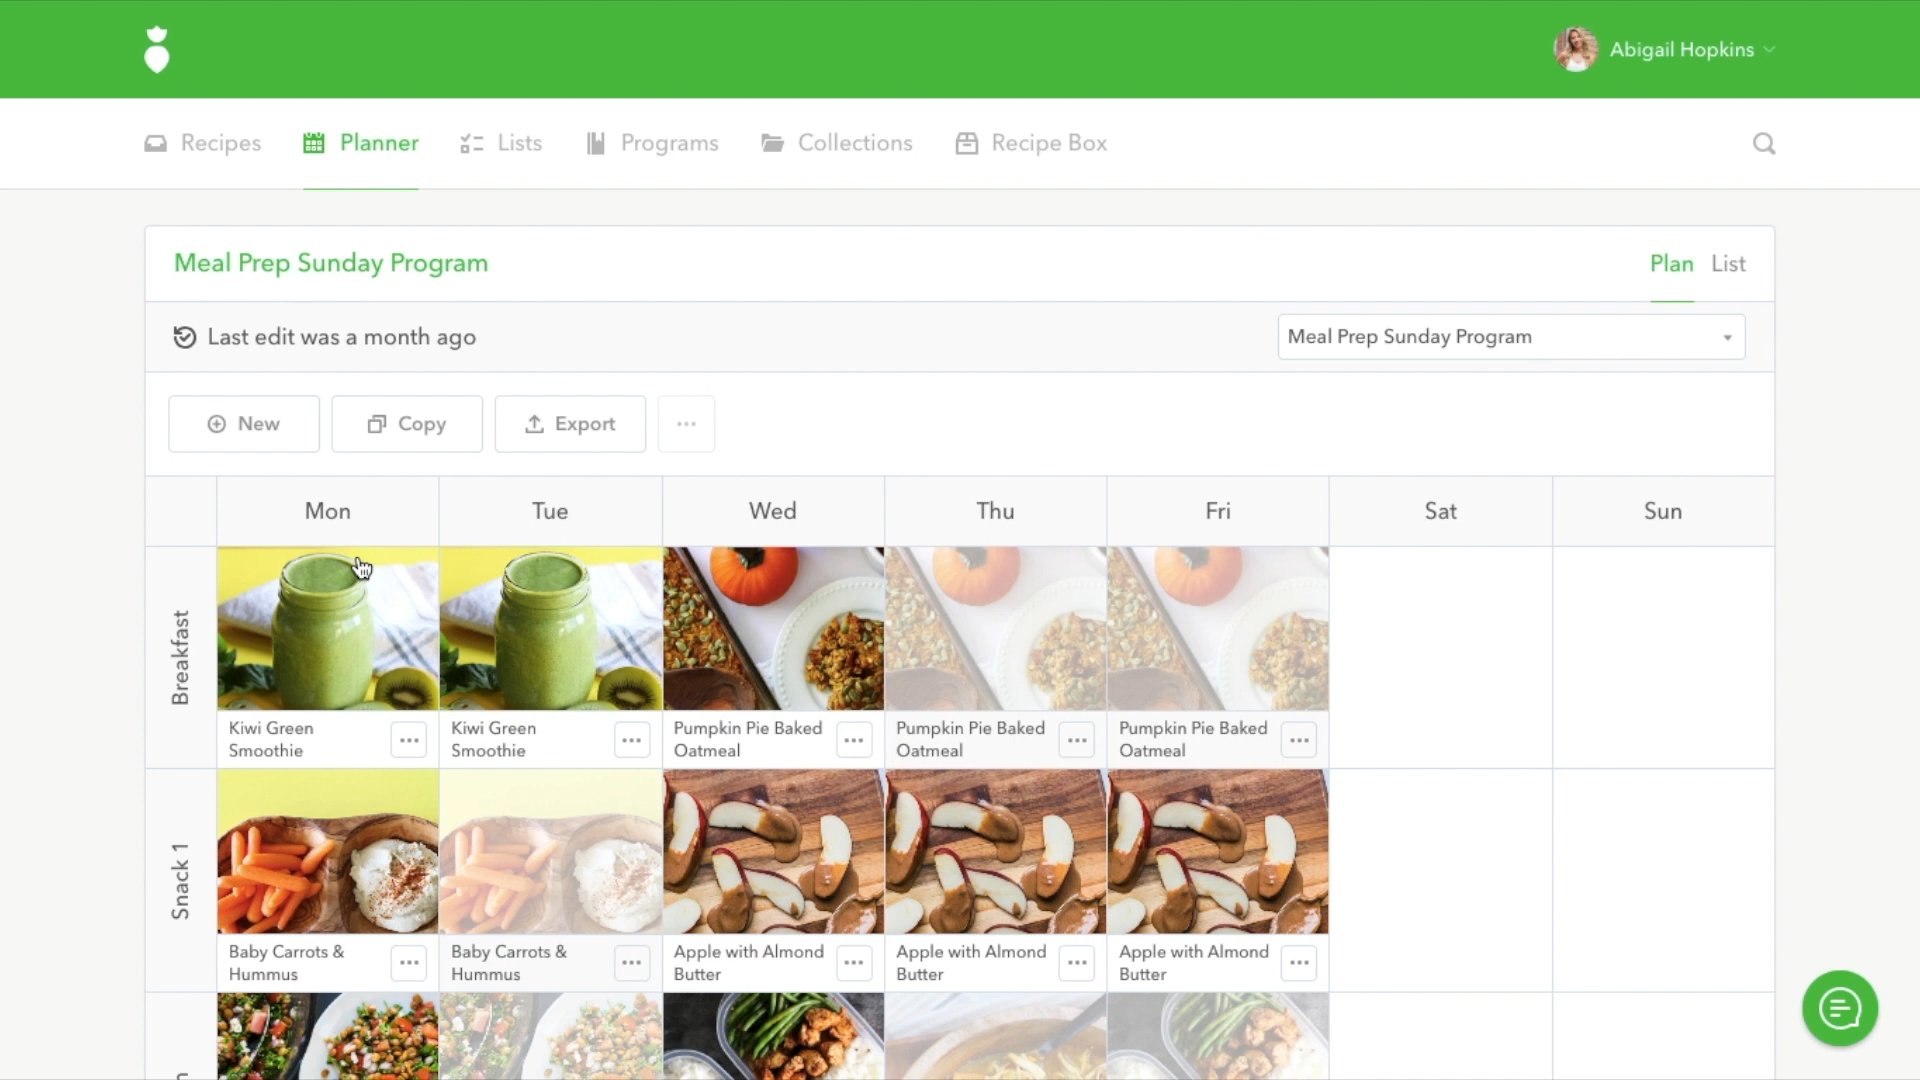 Abigail Hopkins
Recipes
Planner
Lists
Programs
Collections
Recipe Box
Meal Prep Sunday Program
Plan
List
Last edit was a month ago
Meal Prep Sunday Program
New
Copy
Export
Mon
Tue
Wed
Thu
Fri
Sat
Sun
Breakfast
Kiwi Green
Smoothie
Kiwi Green
Smoothie
Pumpkin Pie Baked
Oatmeal
Pumpkin Pie Baked
Oatmeal
Pumpkin Pie Baked
Oatmeal
Snack 1
Baby Carrots &
Hummus
Baby Carrots &
Hummus
Apple with Almond
Butter
Apple with Almond
Butter
Apple with Almond
Butter